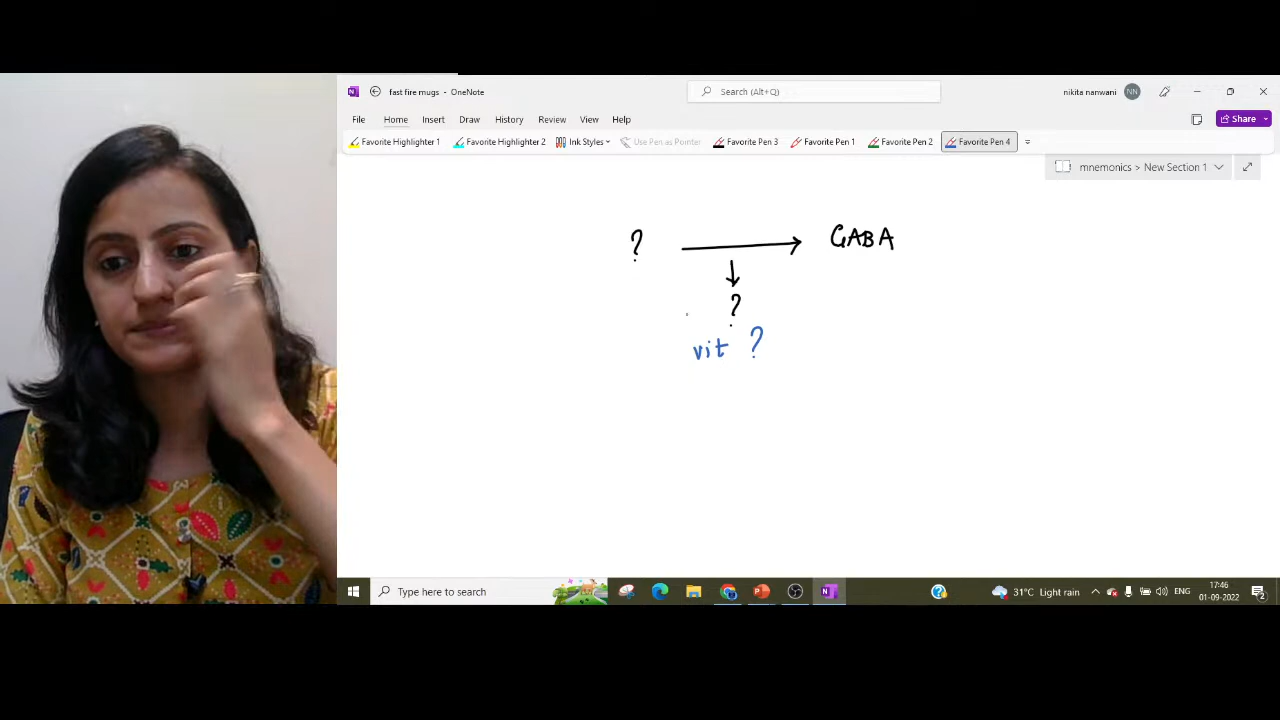 fast fire mugs - OneNote
Search (Alt+Q)
nikita nanwani NN
File Home Insert Draw History Review View Help
Share
Favorite Highlighter 1 Favorite Highlighter 2 Ink Styles Use Pen as Pointer Favorite Pen 3 Favorite Pen 1 Favorite Pen 2 Favorite Pen 4
mnemonics > New Section 1
? GABA
?
vit ?
Type here to search
31°C Light rain
ENG
17:46
01-09-2022
2